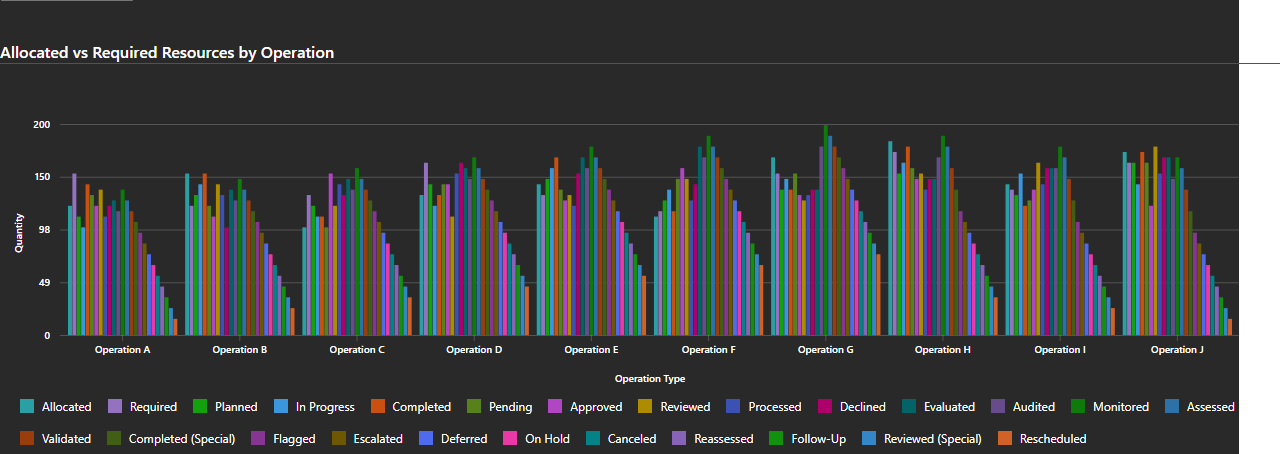 Allocated vs Required Resources by Operation
200
150
98
49
0
Quantity
Operation A Operation B Operation C Operation D Operation E Operation F Operation G Operation H Operation I Operation J
Operation Type
Allocated Required Planned In Progress Completed Pending Approved Reviewed Processed Declined Evaluated Audited Monitored Assessed
Validated Completed (Special) Flagged Escalated Deferred On Hold Canceled Reassessed Follow-Up Reviewed (Special) Rescheduled